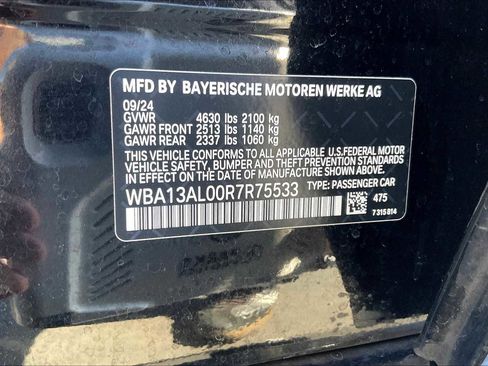 MFD BY BAYERISCHE MOTOREN WERKE AG
09/24
GVWR 4630 lbs 2100 kg
GAWR FRONT 2513 lbs 1140 kg
GAWR REAR 2337 lbs 1060 kg
THIS VEHICLE CONFORMS TO ALL APPLICABLE U.S.FEDERAL MOTOR
VEHICLE SAFETY, BUMPER AND THEFT PREVENTION STANDARDS
IN EFFECT ON THE DATE OF MANUFACTURE SHOWN ABOVE.
WBA13AL00R7R75533 TYPE: PASSENGER CAR
475
7 315 814